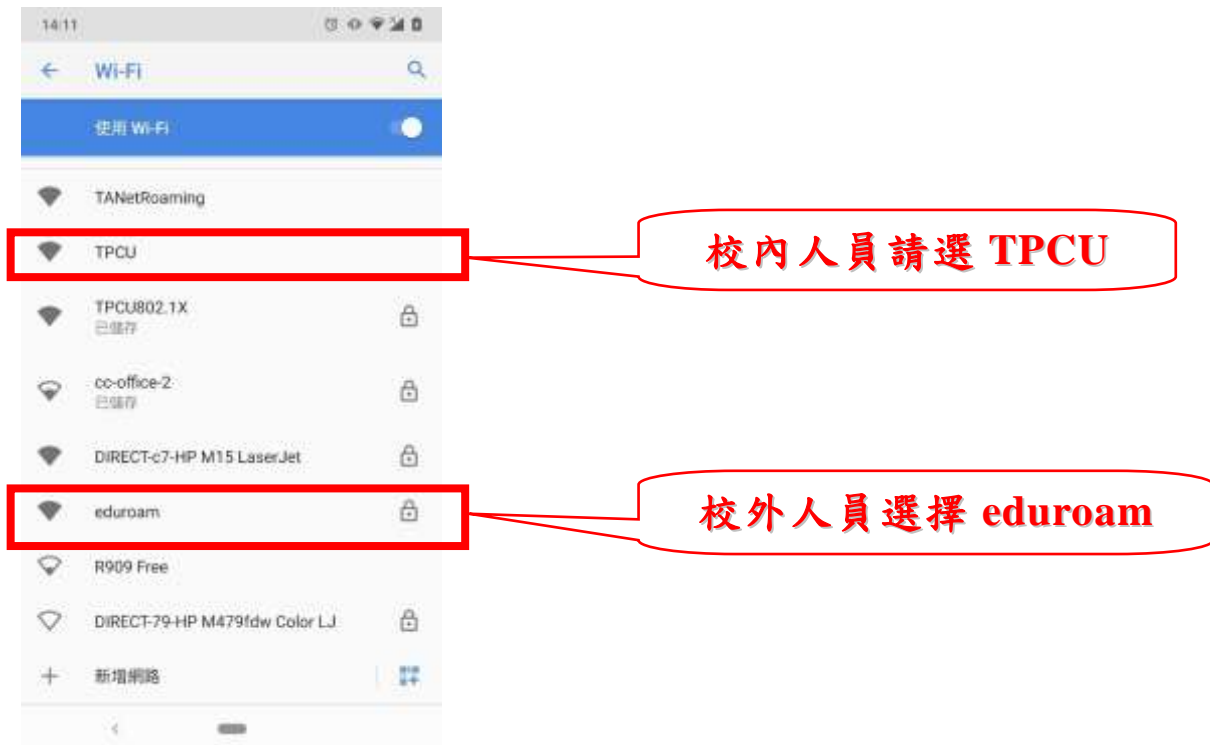 14:11
Wi-Fi
使用 Wi-Fi
TANetRoaming
TPCU
校內人員請選 TPCU
TPCU802.1X
已儲存
cc-office-2
已儲存
DIRECT-c7-HP M15 LaserJet
eduroam
校外人員選擇 eduroam
R909 Free
DIRECT-79-HP M479fdw Color LJ
新增網路